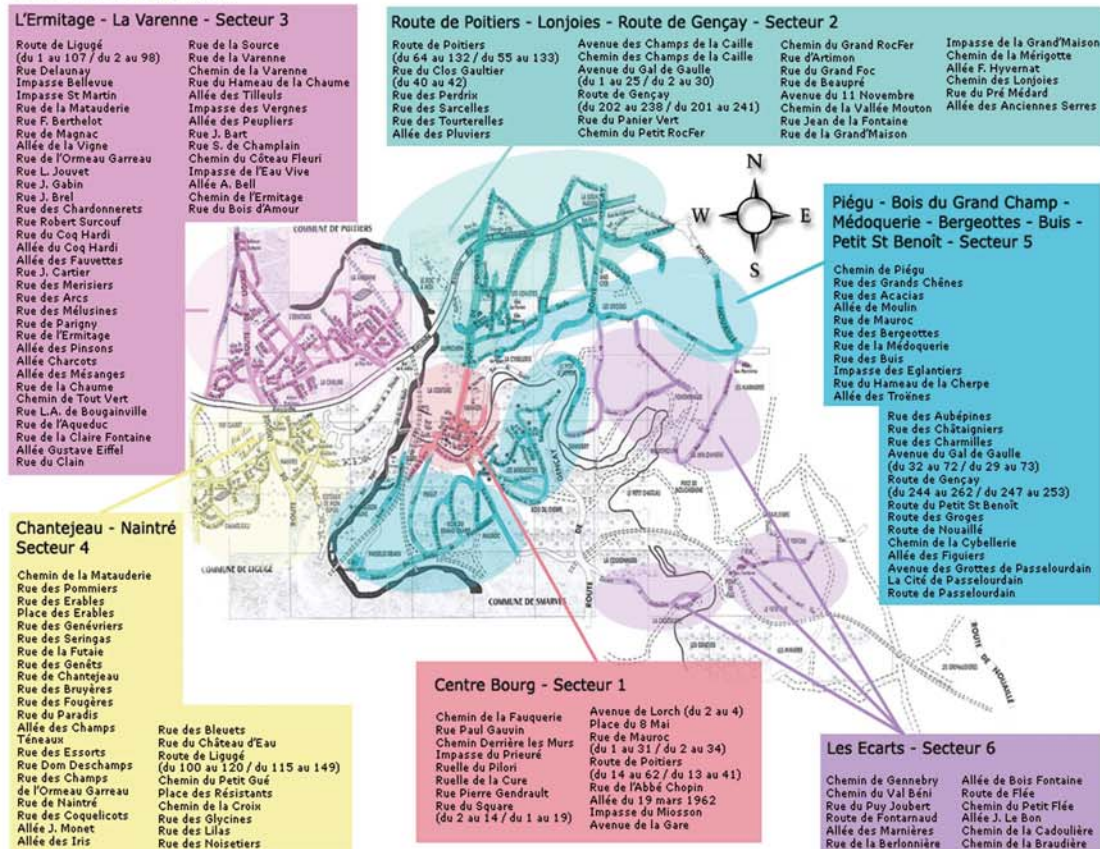 L'Ermitage - La Varenne - Secteur 3
Route de Ligugé
(du 1 au 107 / du 2 au 98)
Rue Delaunay
Impasse Bellevue
Impasse St Martin
Rue de la Matauderie
Rue F. Berthelot
Rue de Magnac
Allée de la Vigne
Rue de l'Ormeau Garreau
Rue L. Jouvet
Rue J. Gabin
Rue J. Brel
Rue des Chardonnerets
Rue Robert Surcouf
Rue du Coq Hardi
Allée du Coq Hardi
Allée des Fauvettes
Rue J. Cartier
Rue des Merisiers
Rue des Arcs
Rue des Mélusines
Rue de Parigny
Rue de l'Ermitage
Allée des Pinsons
Allée Charcots
Allée des Mésanges
Rue de la Chaume
Chemin de Tout Vert
Rue L.A. de Bougainville
Rue de l'Aqueduc
Rue de la Claire Fontaine
Allée Gustave Eiffel
Rue du Clain
Rue de la Source
Rue de la Varenne
Chemin de la Varenne
Rue du Hameau de la Chaume
Allée des Tilleuls
Impasse des Vergnes
Allée des Peupliers
Rue J. Bart
Rue S. de Champlain
Chemin du Côteau Fleuri
Impasse de l'Eau Vive
Allée A. Bell
Chemin de l'Ermitage
Rue du Bois d'Amour
Route de Poitiers - Lonjoies - Route de Gençay - Secteur 2
Route de Poitiers
(du 64 au 132 / du 55 au 133)
Rue du Clos Gaultier
(du 40 au 42)
Rue des Perdrix
Rue des Sarcelles
Rue des Tourterelles
Allée des Pluviers
Avenue des Champs de la Caille
Chemin des Champs de la Caille
Avenue du Gal de Gaulle
(du 1 au 25 / du 2 au 30)
Route de Gençay
(du 202 au 238 / du 201 au 241)
Rue du Panier Vert
Chemin du Petit RocFer
Chemin du Grand RocFer
Rue d'Artimon
Rue du Grand Foc
Rue de Beaupré
Avenue du 11 Novembre
Chemin de la Vallée Mouton
Rue Jean de la Fontaine
Rue de la Grand'Maison
Impasse de la Grand'Maison
Chemin de la Mérigotte
Allée F. Hyvernat
Chemin des Lonjoies
Rue du Pré Médard
Allée des Anciennes Serres
N
W E
S
Piégu - Bois du Grand Champ -
Médoquerie - Bergeottes - Buis -
Petit St Benoît - Secteur 5
Chemin de Piégu
Rue des Grands Chênes
Rue des Acacias
Allée de Moulin
Rue de Mauroc
Rue des Bergeottes
Rue de la Médoquerie
Rue des Buis
Impasse des Eglantiers
Rue du Hameau de la Cherpe
Allée des Troënes
Rue des Aubépines
Rue des Châtaigniers
Rue des Charmilles
Avenue du Gal de Gaulle
(du 32 au 72 / du 29 au 73)
Route de Gençay
(du 244 au 262 / du 247 au 253)
Route du Petit St Benoît
Route des Groges
Route de Nouaillé
Chemin de la Cybellerie
Allée des Figuiers
Avenue des Grottes de Passelourdain
La Cité de Passelourdain
Route de Passelourdain
COMMUNE DE POITIERS
COMMUNE DE LIGUGÉ
COMMUNE DE SMARVES
ROUTE DE
GENÇAY
ROUTE DE NOUAILLÉ
Chantejeau - Naintré
Secteur 4
Chemin de la Matauderie
Rue des Pommiers
Rue des Erables
Place des Erables
Rue des Genévriers
Rue des Seringas
Rue de la Futaie
Rue des Genêts
Rue de Chantejeau
Rue des Bruyères
Rue des Fougères
Rue du Paradis
Allée des Champs
Téneaux
Rue des Essorts
Rue Dom Deschamps
Rue des Champs
de l'Ormeau Garreau
Rue de Naintré
Rue des Coquelicots
Allée J. Monet
Allée des Iris
Rue des Bleuets
Rue du Château d'Eau
Route de Ligugé
(du 100 au 120 / du 115 au 149)
Chemin du Petit Gué
Place des Résistants
Chemin de la Croix
Rue des Glycines
Rue des Lilas
Rue des Noisetiers
Centre Bourg - Secteur 1
Chemin de la Fauquerie
Rue Paul Gauvin
Chemin Derrière les Murs
Impasse du Prieuré
Ruelle du Pilori
Ruelle de la Cure
Rue Pierre Gendrault
Rue du Square
(du 2 au 14 / du 1 au 19)
Avenue de Lorch (du 2 au 4)
Place du 8 Mai
Rue de Mauroc
(du 1 au 31 / du 2 au 34)
Route de Poitiers
(du 14 au 62 / du 13 au 41)
Rue de l'Abbé Chopin
Allée du 19 mars 1962
Impasse du Miosson
Avenue de la Gare
Les Ecarts - Secteur 6
Chemin de Gennebry
Chemin du Val Béni
Rue du Puy Joubert
Route de Fontarnaud
Allée des Marnières
Rue de la Berlonnière
Allée de Bois Fontaine
Route de Flée
Chemin du Petit Flée
Allée J. Le Bon
Chemin de la Cadoulière
Chemin de la Braudière